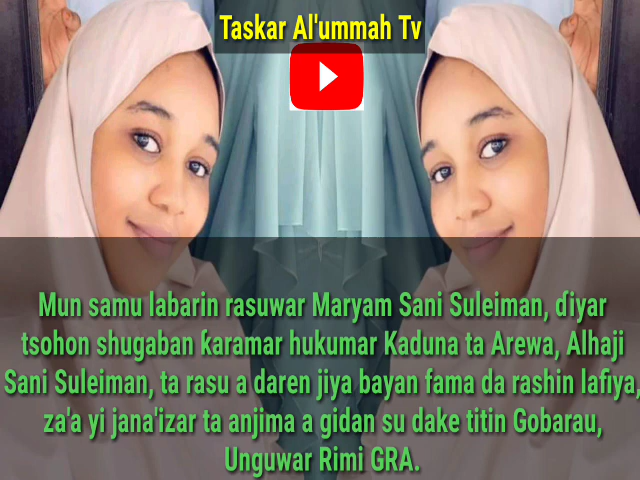 Taskar Al'ummah Tv
Mun samu labarin rasuwar Maryam Sani Suleiman, ɗiyar
tsohon shugaban ƙaramar hukumar Kaduna ta Arewa, Alhaji
Sani Suleiman, ta rasu a daren jiya bayan fama da rashin lafiya,
za'a yi jana'izar ta anjima a gidan su dake titin Gobarau,
Unguwar Rimi GRA.